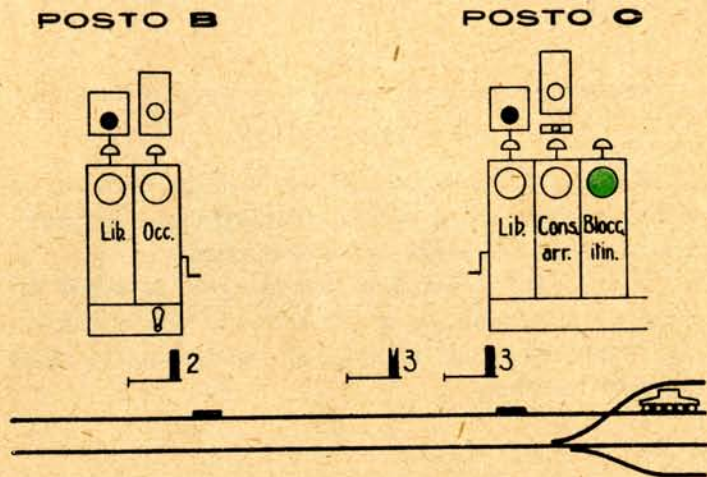 POSTO B
POSTO C
Lib. Occ.
Lib. Cons. Blocc.
arr. itin.
2
3
3